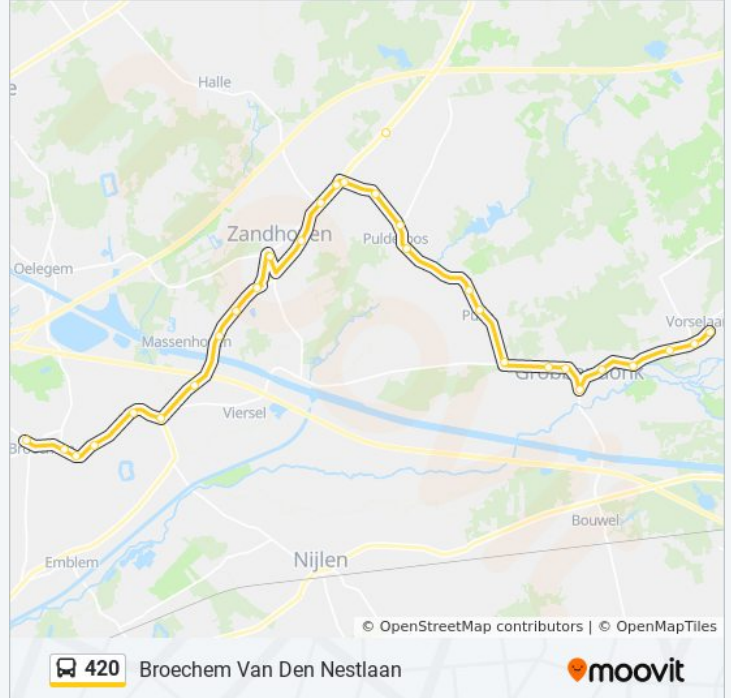 Halle
Zandhoven
Oelegem
Vorselaar
Massenhoven
Viersel
Bouwel
Emblem
Nijlen
© OpenStreetMap contributors | © OpenMapTiles
420 Broechem Van Den Nestlaan
moovit